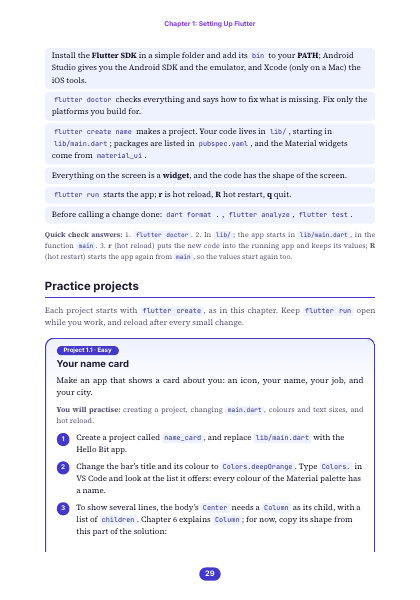 Chapter 1: Setting Up Flutter
Install the Flutter SDK in a simple folder and add its bin to your PATH; Android
Studio gives you the Android SDK and the emulator, and Xcode (only on a Mac) the
iOS tools.
flutter doctor checks everything and says how to fix what is missing. Fix only the
platforms you build for.
flutter create name makes a project. Your code lives in lib/ , starting in
lib/main.dart ; packages are listed in pubspec.yaml , and the Material widgets
come from material_ui .
Everything on the screen is a widget, and the code has the shape of the screen.
flutter run starts the app; r is hot reload, R hot restart, q quit.
Before calling a change done: dart format . , flutter analyze , flutter test .
Quick check answers: 1. flutter doctor . 2. In lib/ ; the app starts in lib/main.dart , in the
function main . 3. r (hot reload) puts the new code into the running app and keeps its values; R
(hot restart) starts the app again from main , so the values start again too.
Practice projects
Each project starts with flutter create , as in this chapter. Keep flutter run open
while you work, and reload after every small change.
Project 1.1 · Easy
Your name card
Make an app that shows a card about you: an icon, your name, your job, and
your city.
You will practise: creating a project, changing main.dart , colours and text sizes, and
hot reload.
1 Create a project called name_card , and replace lib/main.dart with the
Hello Bit app.
2 Change the bar's title and its colour to Colors.deepOrange . Type Colors. in
VS Code and look at the list it offers: every colour of the Material palette has
a name.
3 To show several lines, the body's Center needs a Column as its child, with a
list of children . Chapter 6 explains Column ; for now, copy its shape from
this part of the solution:
29